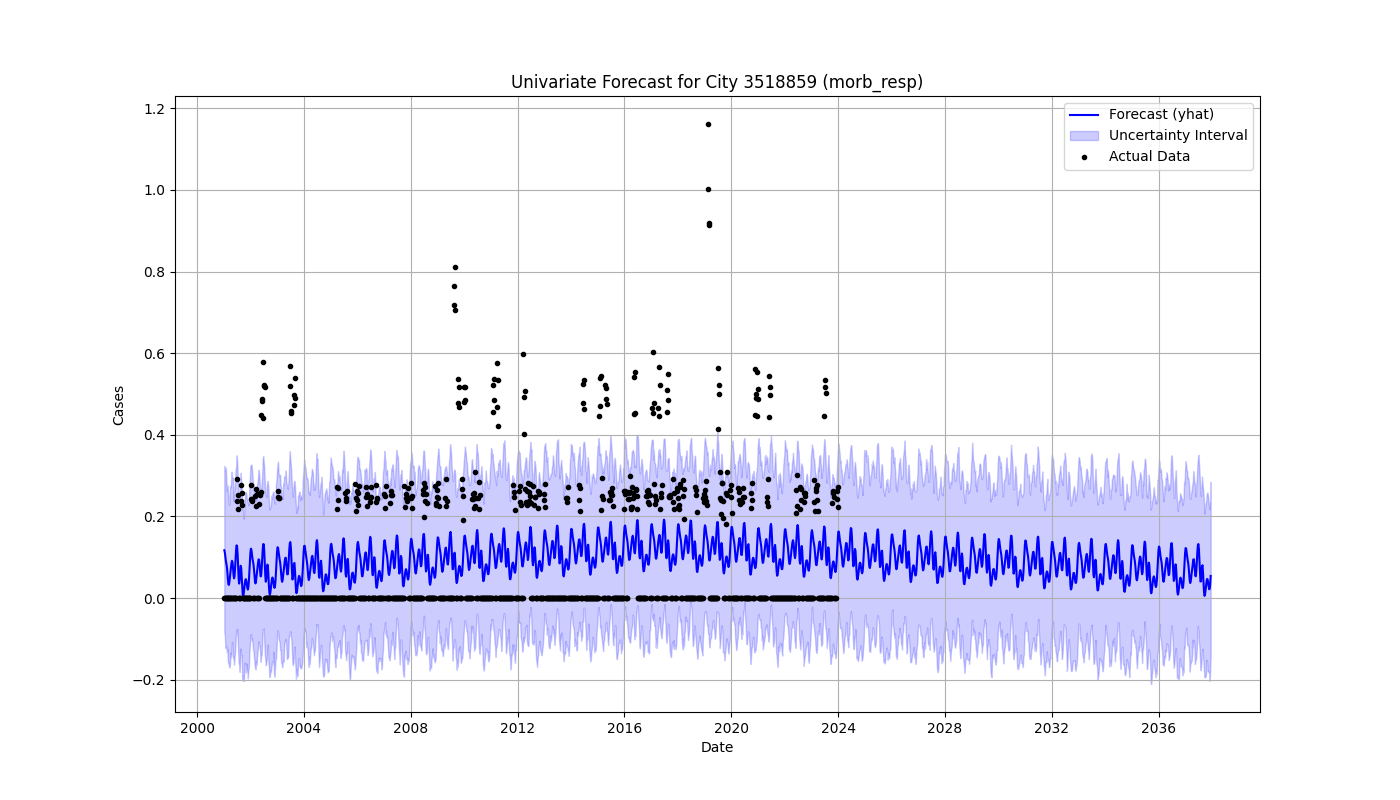 Univariate Forecast for City 3518859 (morb_resp)
Forecast (yhat)
Uncertainty Interval
Actual Data
Cases
1.2
1.0
0.8
0.6
0.4
0.2
0.0
−0.2
2000 2004 2008 2012 2016 2020 2024 2028 2032 2036
Date